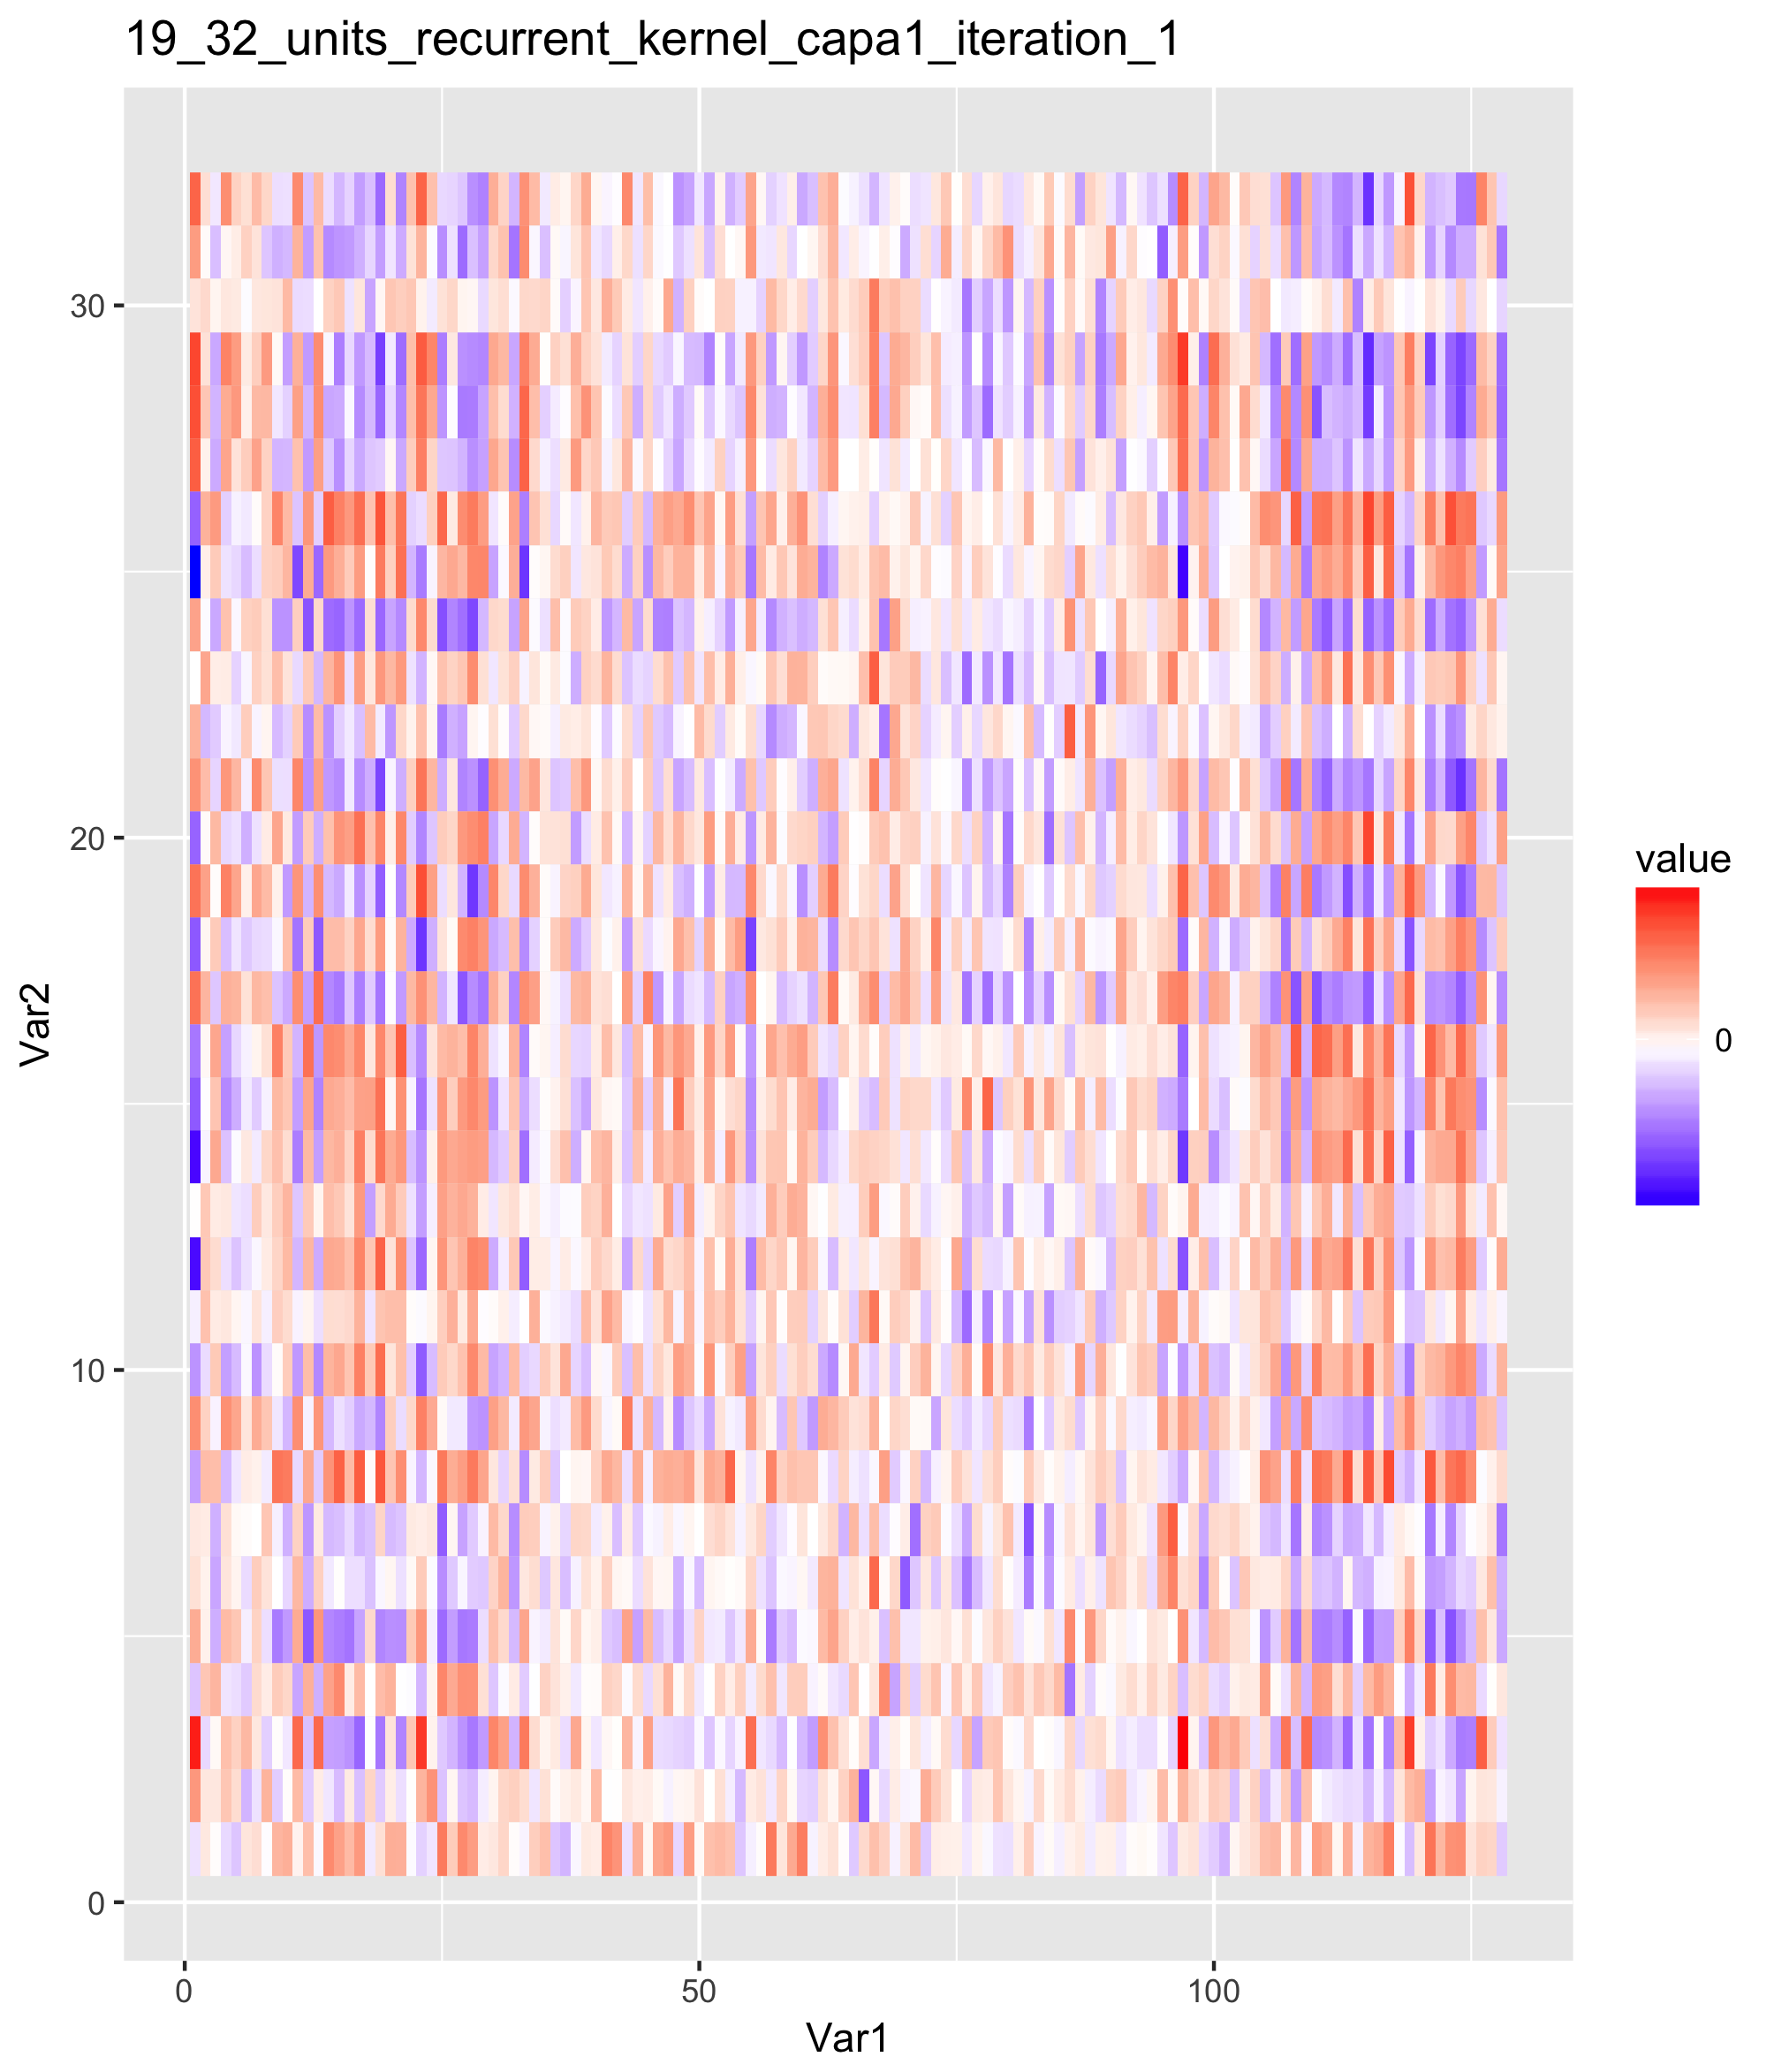 19_32_units_recurrent_kernel_capa1_iteration_1
30
20
10
0
Var2
0
50
100
Var1
value
0